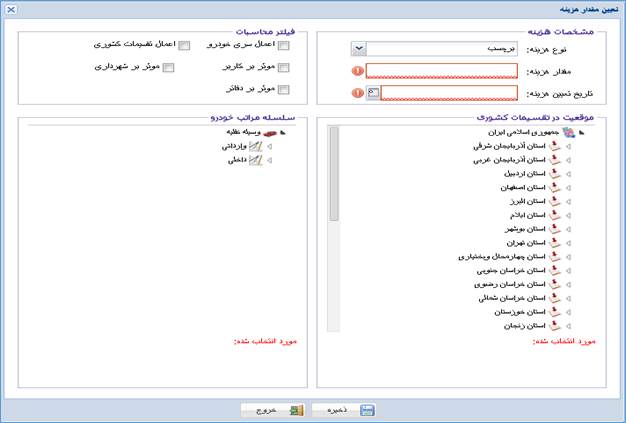 تعیین مقدار هزینه
مشخصات هزینه
نوع هزینه:
برچسب
مقدار هزینه:
تاریخ تعیین هزینه:
فیلتر محاسبات
اعمال سری خودرو
اعمال تقسیمات کشوری
موثر بر کاربر
موثر بر شهرداری
موثر بر دفاتر
موقعیت در تقسیمات کشوری
جمهوری اسلامی ایران
استان آذربایجان شرقی
استان آذربایجان غربی
استان اردبیل
استان اصفهان
استان البرز
استان ایلام
استان بوشهر
استان تهران
استان چهارمحال وبختیاری
استان خراسان جنوبی
استان خراسان رضوی
استان خراسان شمالی
استان خوزستان
استان زنجان
مورد انتخاب شده:
سلسله مراتب خودرو
وسیله نقلیه
وارداتی
داخلی
مورد انتخاب شده:
ذخیره
خروج